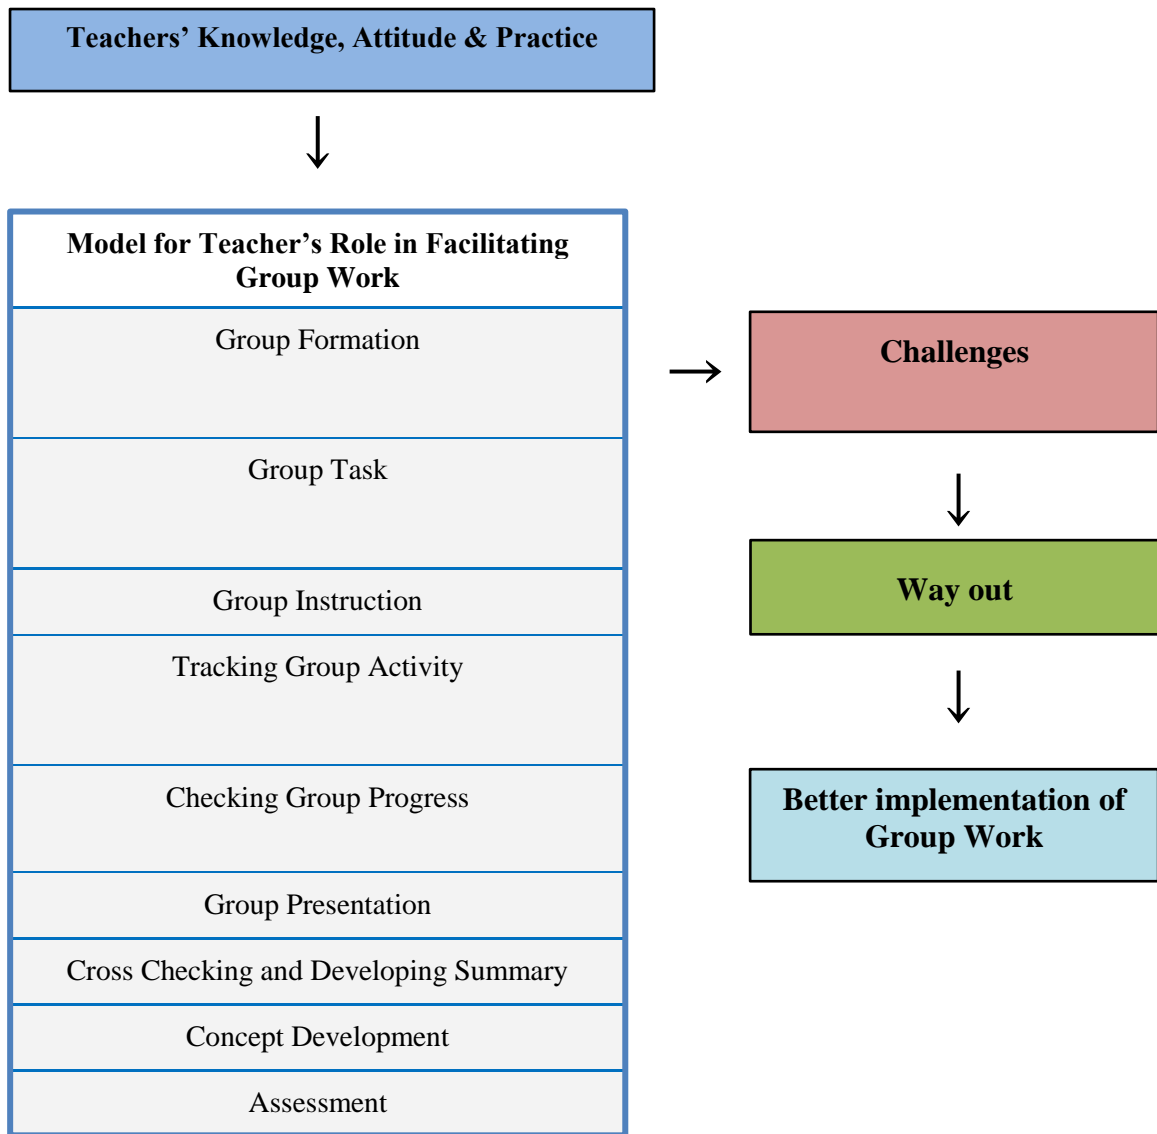 Teachers’ Knowledge, Attitude & Practice
Model for Teacher’s Role in Facilitating
Group Work
Group Formation
Group Task
Group Instruction
Tracking Group Activity
Checking Group Progress
Group Presentation
Cross Checking and Developing Summary
Concept Development
Assessment
Challenges
Way out
Better implementation of
Group Work